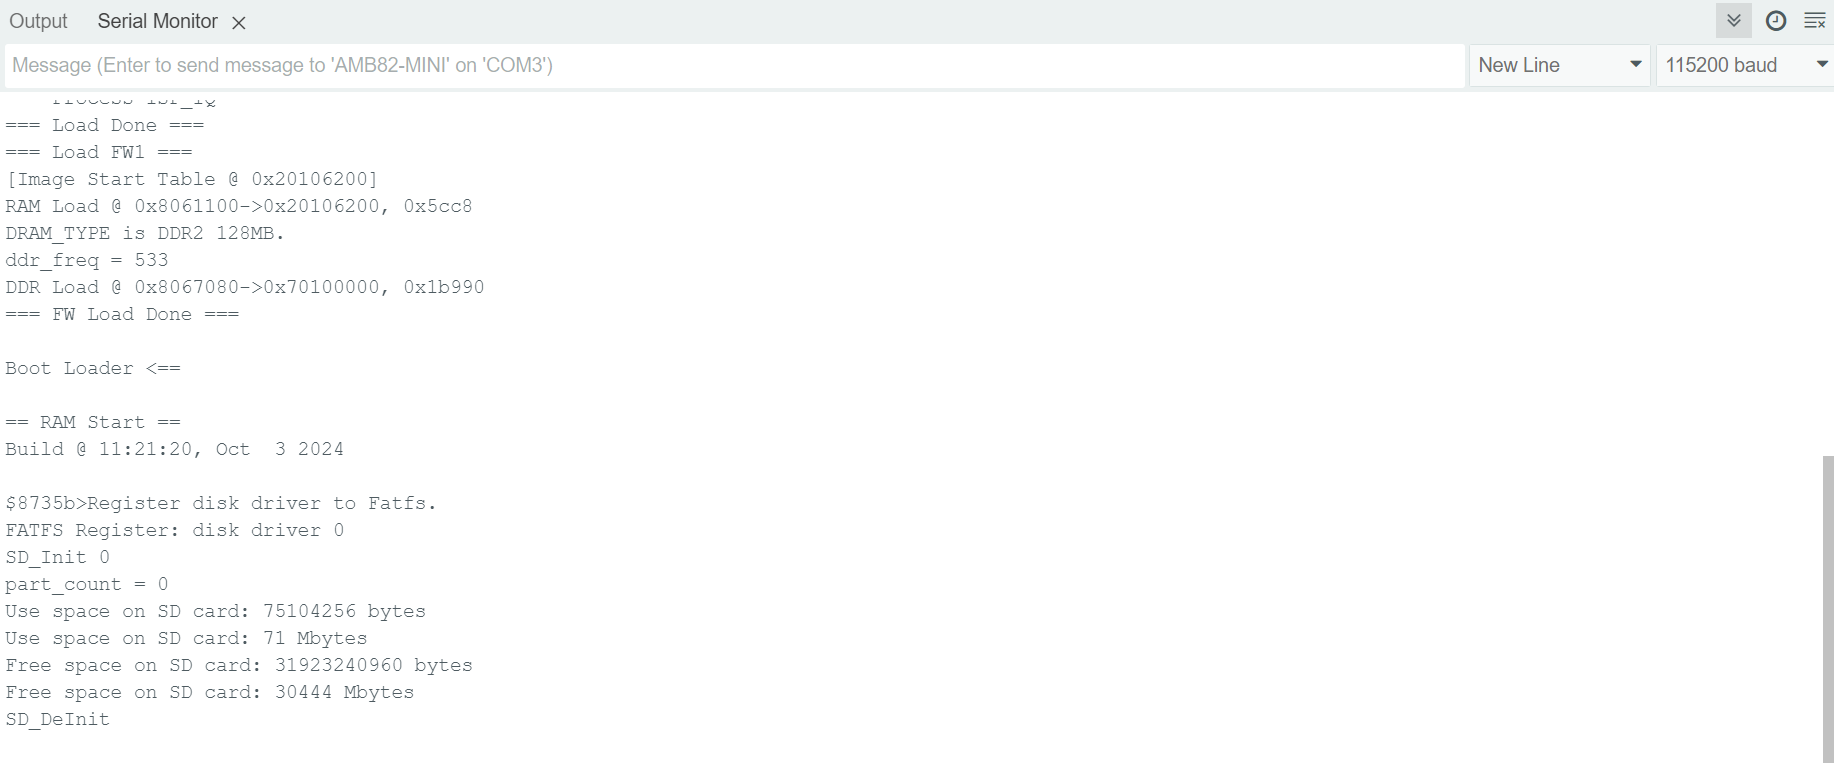 Output Serial Monitor
Message (Enter to send message to 'AMB82-MINI' on 'COM3') New Line 115200 baud
Process ISP_IQ
=== Load Done ===
=== Load FW1 ===
[Image Start Table @ 0x20106200]
RAM Load @ 0x8061100->0x20106200, 0x5cc8
DRAM_TYPE is DDR2 128MB.
ddr_freq = 533
DDR Load @ 0x8067080->0x70100000, 0x1b990
=== FW Load Done ===
Boot Loader <==
== RAM Start ==
Build @ 11:21:20, Oct  3 2024
$8735b>Register disk driver to Fatfs.
FATFS Register: disk driver 0
SD_Init 0
part_count = 0
Use space on SD card: 75104256 bytes
Use space on SD card: 71 Mbytes
Free space on SD card: 31923240960 bytes
Free space on SD card: 30444 Mbytes
SD_DeInit